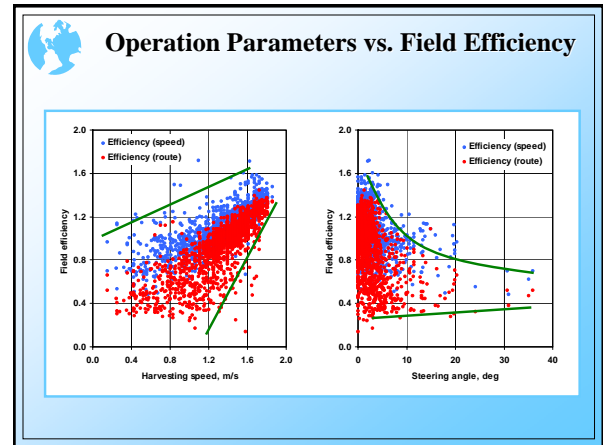 Operation Parameters vs. Field Efficiency
2.0
1.6
1.2
0.8
0.4
0.0
Field efficiency
Efficiency (speed)
Efficiency (route)
0.0 0.4 0.8 1.2 1.6 2.0
Harvesting speed, m/s
2.0
1.6
1.2
0.8
0.4
0.0
Field efficiency
Efficiency (speed)
Efficiency (route)
0 10 20 30 40
Steering angle, deg